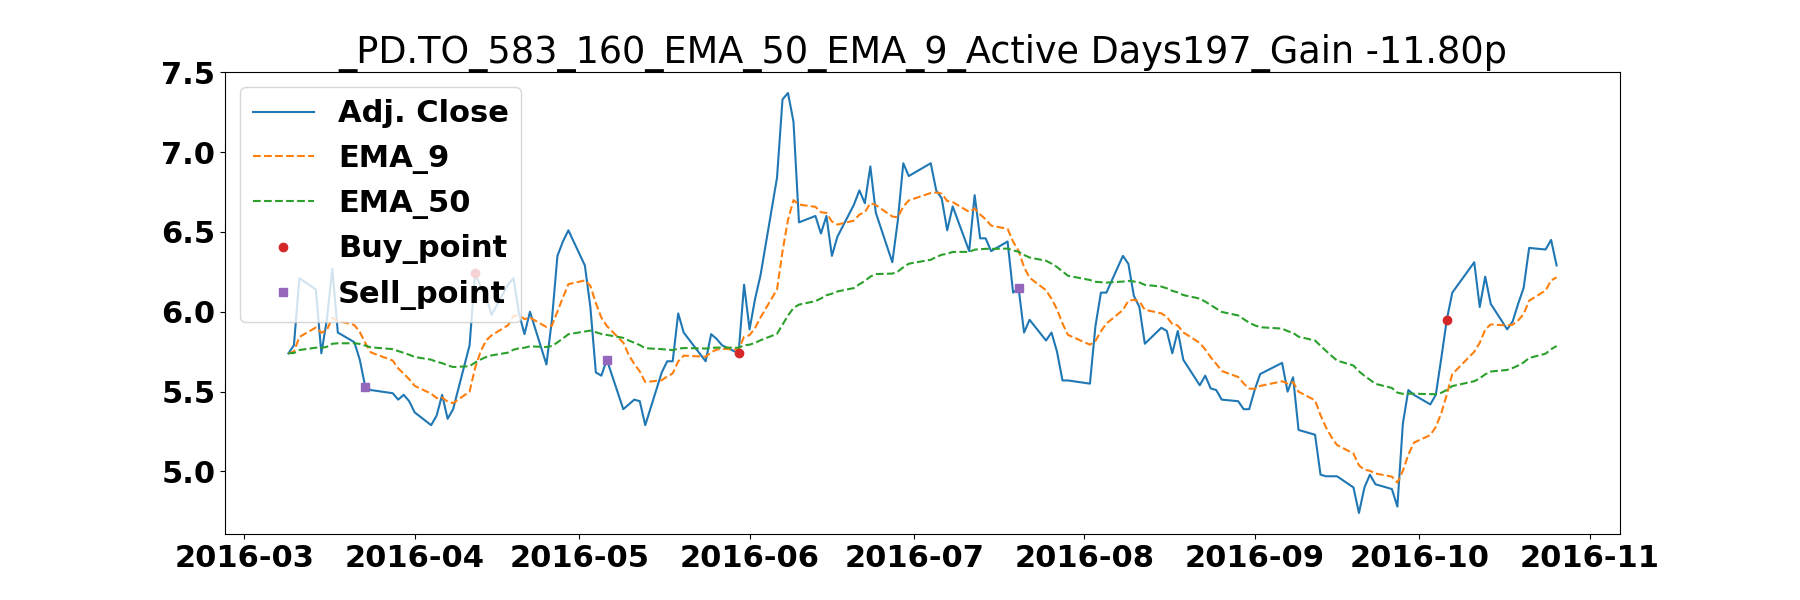 _PD.TO_583_160_EMA_50_EMA_9_Active Days197_Gain -11.80p
7.5
7.0
6.5
6.0
5.5
5.0
Adj. Close
EMA_9
EMA_50
Buy_point
Sell_point
2016-03 2016-04 2016-05 2016-06 2016-07 2016-08 2016-09 2016-10 2016-11